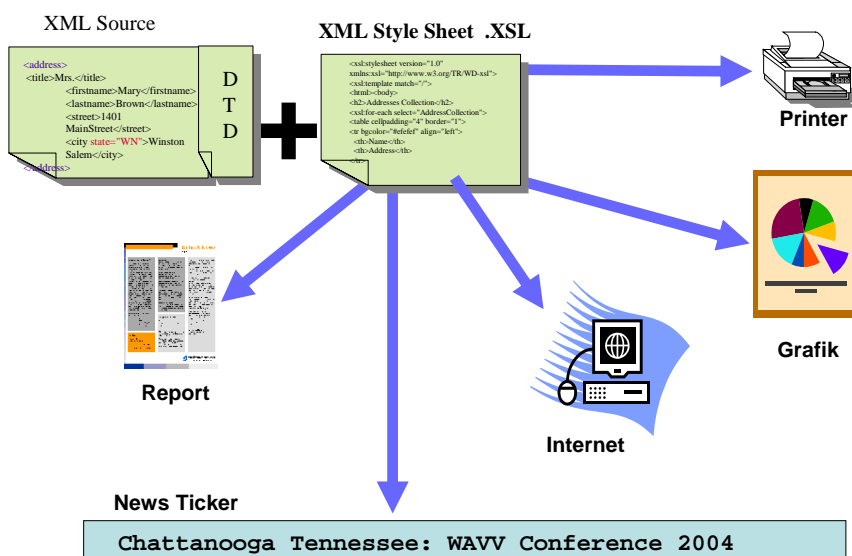 XML Source
XML Style Sheet .XSL
<address>
<title>Mrs.</title>
<firstname>Mary</firstname>
<lastname>Brown</lastname>
<street>1401
MainStreet</street>
<city state="WN">Winston
Salem</city>
</address>
D
T
D
<xsl:stylesheet version="1.0"
xmlns:xsl="http://www.w3.org/TR/WD-xsl">
<xsl:template match="/">
<html><body>
<h2>Addresses Collection</h2>
<xsl:for-each select="AddressCollection">
<table cellpadding="4" border="1">
<tr bgcolor="#efefef" align="left">
<th>Name</th>
<th>Address</th>
</tr>
Printer
Grafik
Report
Internet
News Ticker
Chattanooga Tennessee: WAVV Conference 2004